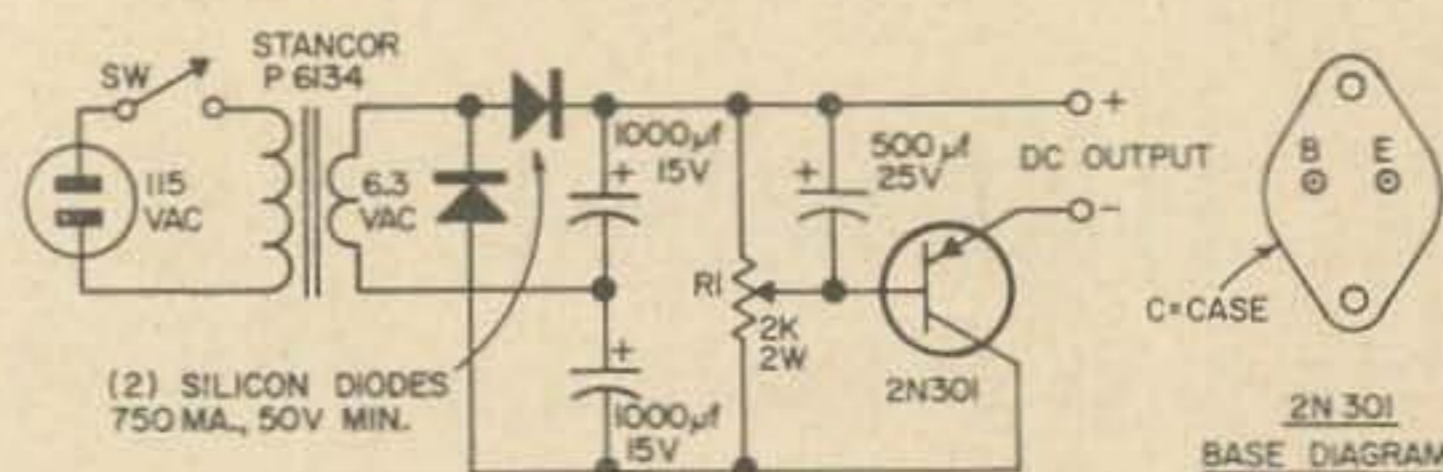 STANCOR
P 6134
SW
115
VAC
6.3
VAC
1000µf
15V
+
500µf
25V
+
+
DC OUTPUT
-
R1
2K
2W
2N301
+
1000µf
15V
(2) SILICON DIODES
750 MA., 50V MIN.
B E
C=CASE
2N 301
BASE DIAGRAM